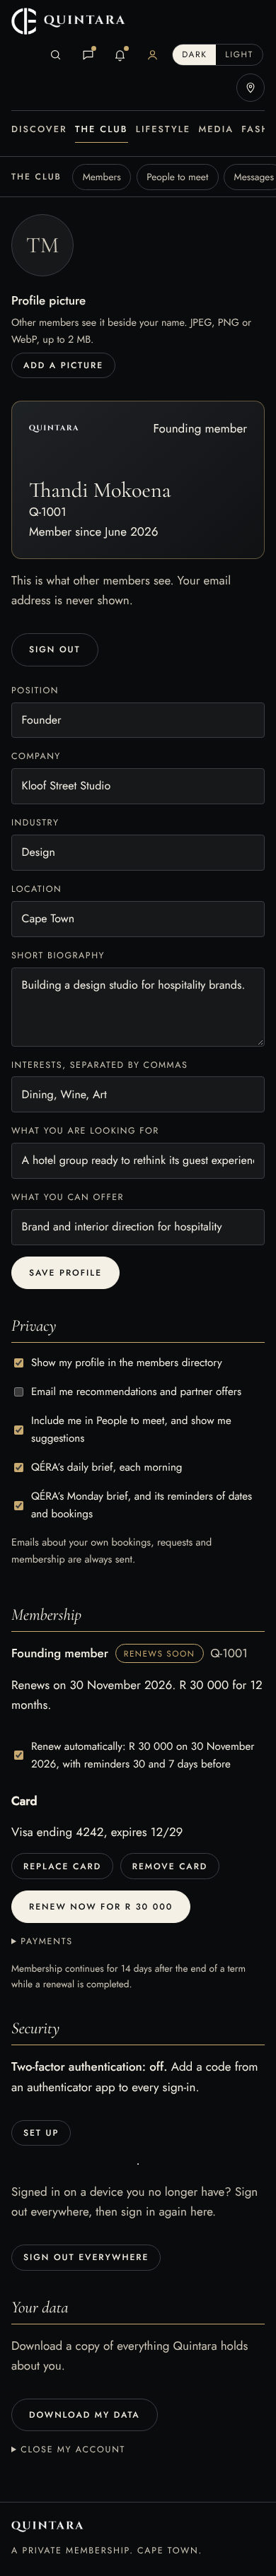 QUINTARA
DARK LIGHT
DISCOVER THE CLUB LIFESTYLE MEDIA FASH
THE CLUB Members People to meet Messages
TM
Profile picture
Other members see it beside your name. JPEG, PNG or
WebP, up to 2 MB.
ADD A PICTURE
QUINTARA Founding member
Thandi Mokoena
Q-1001
Member since June 2026
This is what other members see. Your email
address is never shown.
SIGN OUT
POSITION
Founder
COMPANY
Kloof Street Studio
INDUSTRY
Design
LOCATION
Cape Town
SHORT BIOGRAPHY
Building a design studio for hospitality brands.
INTERESTS, SEPARATED BY COMMAS
Dining, Wine, Art
WHAT YOU ARE LOOKING FOR
A hotel group ready to rethink its guest experienc
WHAT YOU CAN OFFER
Brand and interior direction for hospitality
SAVE PROFILE
Privacy
Show my profile in the members directory
Email me recommendations and partner offers
Include me in People to meet, and show me
suggestions
QÉRA's daily brief, each morning
QÉRA's Monday brief, and its reminders of dates
and bookings
Emails about your own bookings, requests and
membership are always sent.
Membership
Founding member RENEWS SOON Q-1001
Renews on 30 November 2026. R 30 000 for 12
months.
Renew automatically: R 30 000 on 30 November
2026, with reminders 30 and 7 days before
Card
Visa ending 4242, expires 12/29
REPLACE CARD REMOVE CARD
RENEW NOW FOR R 30 000
PAYMENTS
Membership continues for 14 days after the end of a term
while a renewal is completed.
Security
Two-factor authentication: off. Add a code from
an authenticator app to every sign-in.
SET UP
.
Signed in on a device you no longer have? Sign
out everywhere, then sign in again here.
SIGN OUT EVERYWHERE
Your data
Download a copy of everything Quintara holds
about you.
DOWNLOAD MY DATA
CLOSE MY ACCOUNT
QUINTARA
A PRIVATE MEMBERSHIP. CAPE TOWN.